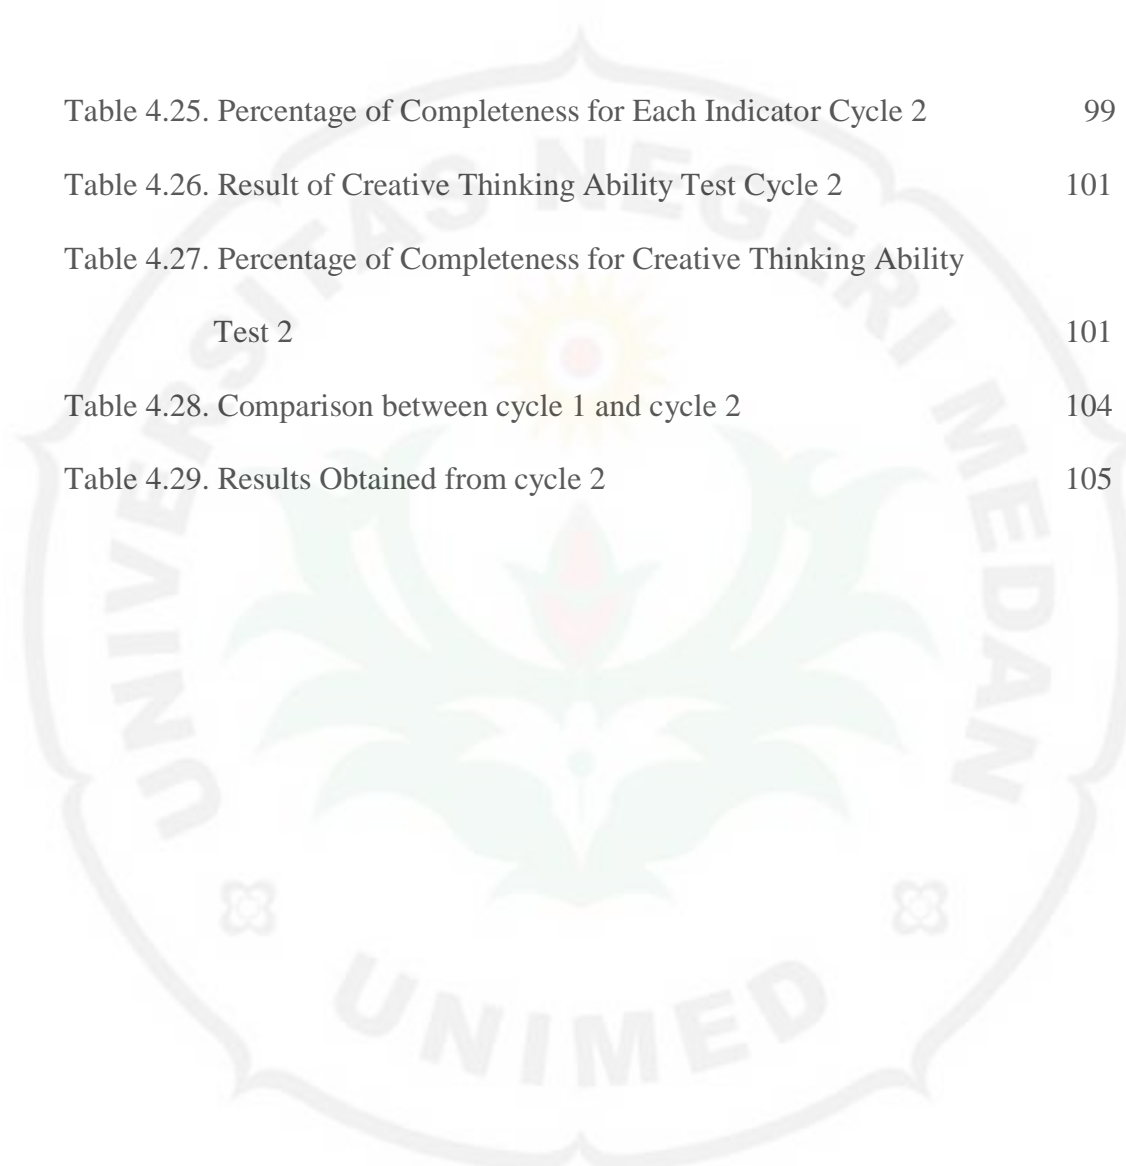 Table 4.25. Percentage of Completeness for Each Indicator Cycle 2 99
Table 4.26. Result of Creative Thinking Ability Test Cycle 2 101
Table 4.27. Percentage of Completeness for Creative Thinking Ability
Test 2 101
Table 4.28. Comparison between cycle 1 and cycle 2 104
Table 4.29. Results Obtained from cycle 2 105
UNIVERSITAS NEGERI MEDAN
UNIMED